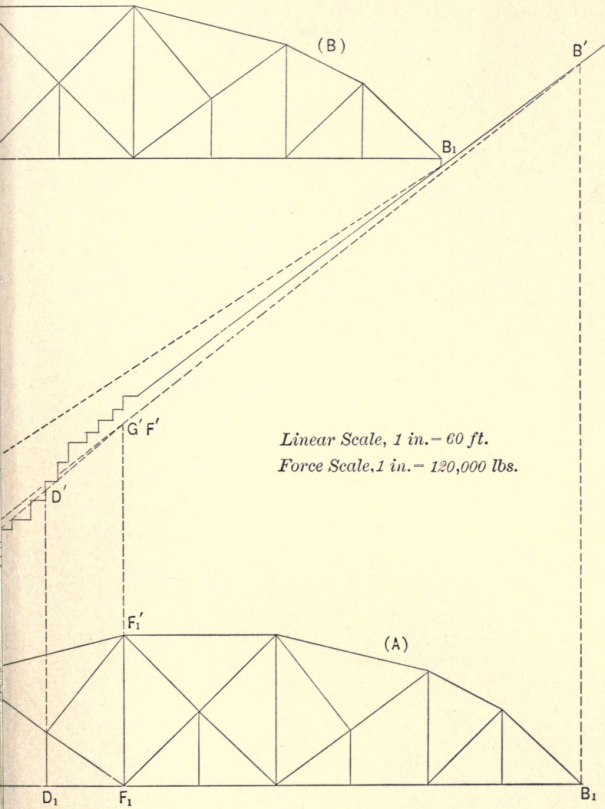 (B)
B′
B₁
G′ F′
Linear Scale, 1 in. = 60 ft.
Force Scale, 1 in. = 120,000 lbs.
D′
F₁′
(A)
D₁
F₁
B₁